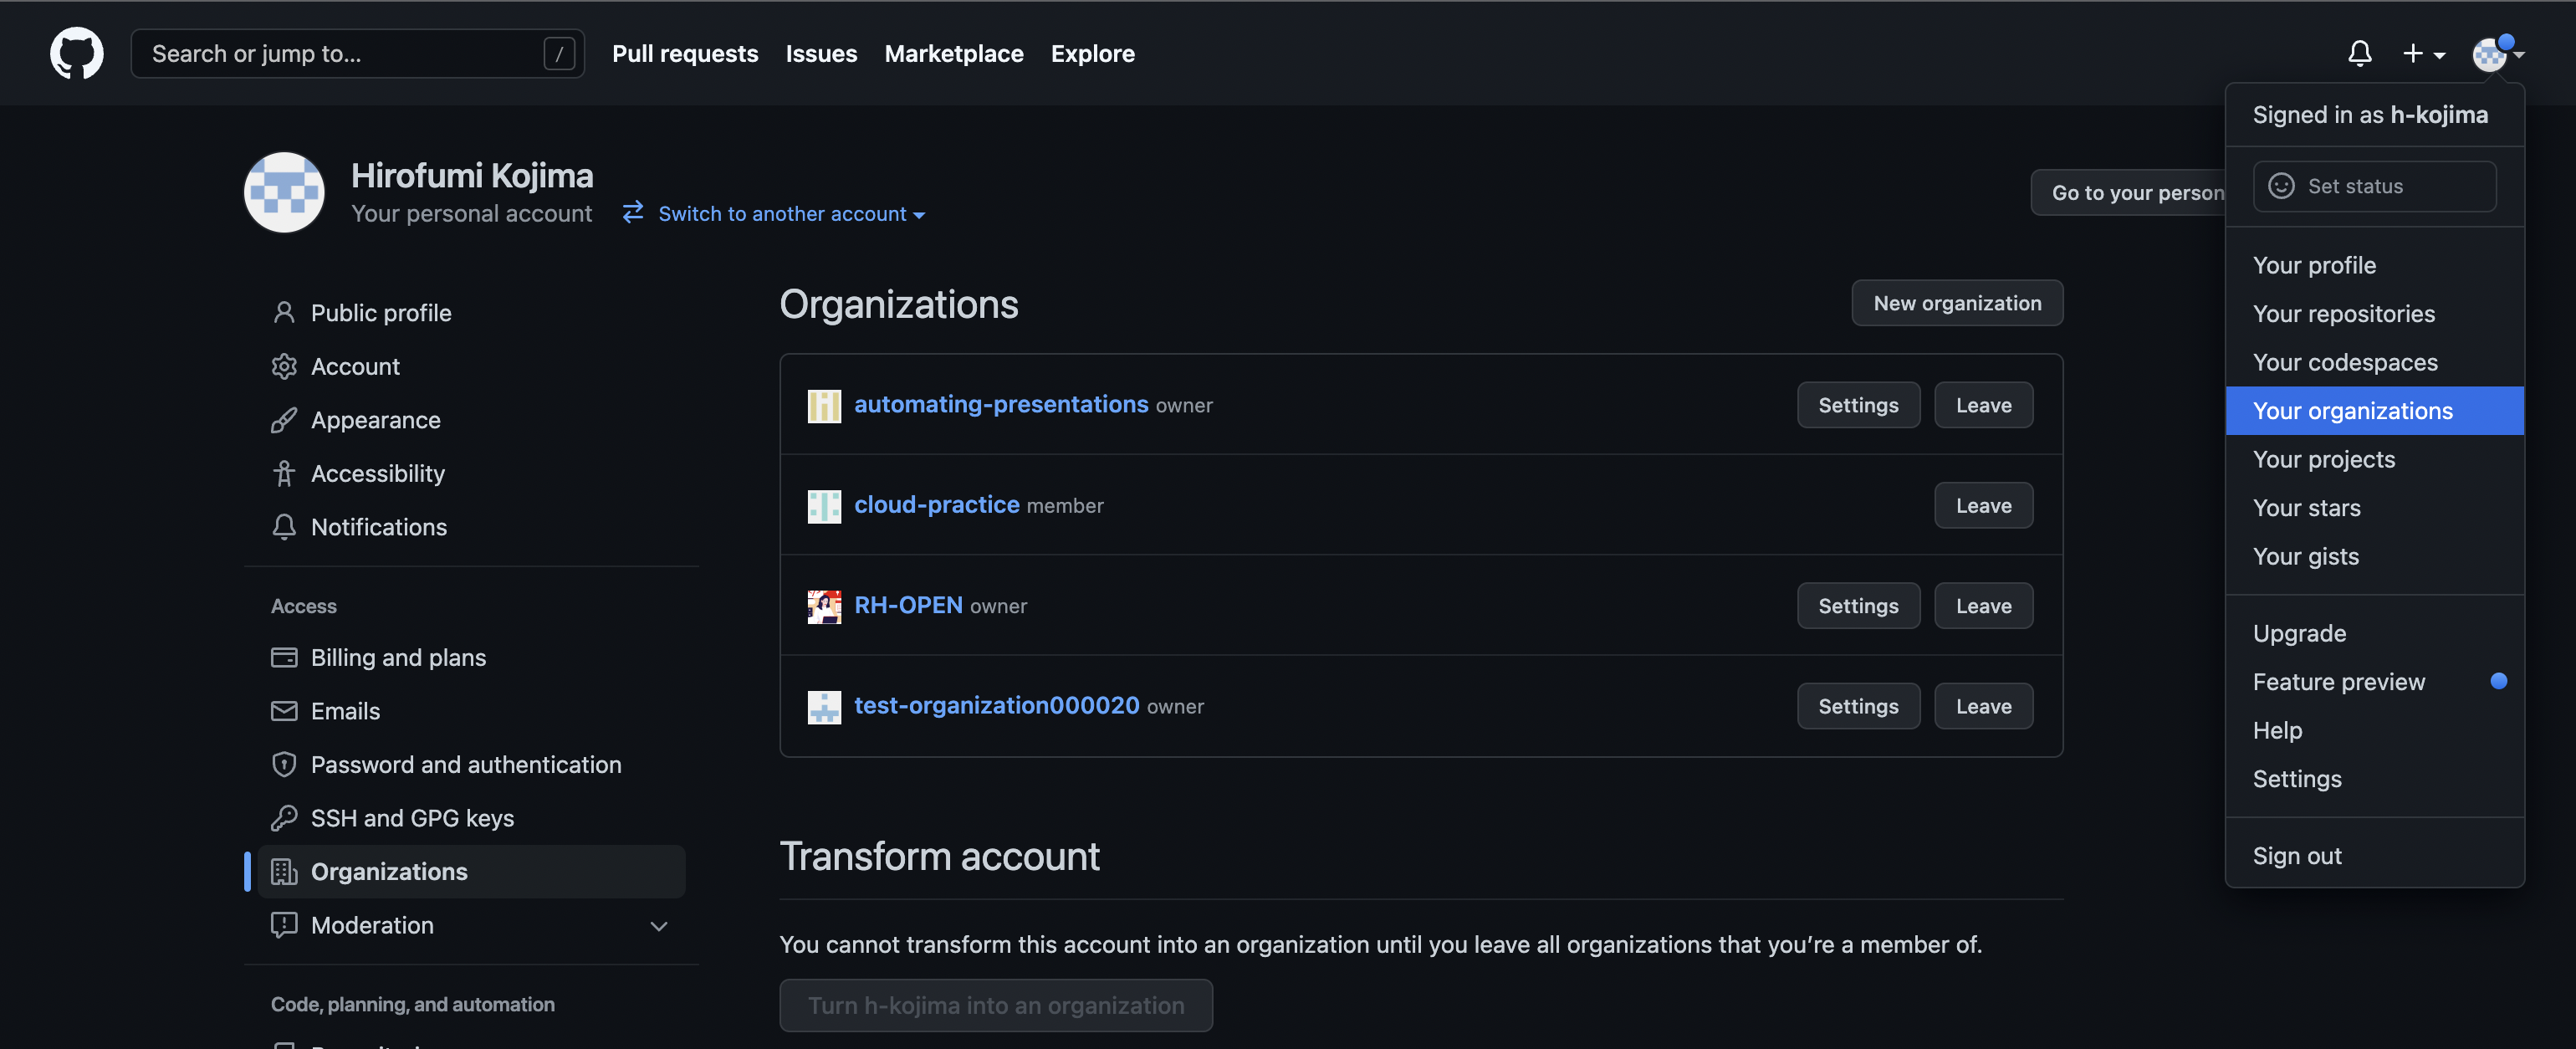 Search or jump to... /
Pull requests
Issues
Marketplace
Explore
Signed in as h-kojima
Set status
Your profile
Your repositories
Your codespaces
Your organizations
Your projects
Your stars
Your gists
Upgrade
Feature preview
Help
Settings
Sign out
Hirofumi Kojima
Your personal account
Switch to another account
Go to your person
Public profile
Account
Appearance
Accessibility
Notifications
Access
Billing and plans
Emails
Password and authentication
SSH and GPG keys
Organizations
Moderation
Code, planning, and automation
Organizations
New organization
automating-presentations owner
Settings
Leave
cloud-practice member
Leave
RH-OPEN owner
Settings
Leave
test-organization000020 owner
Settings
Leave
Transform account
You cannot transform this account into an organization until you leave all organizations that you’re a member of.
Turn h-kojima into an organization